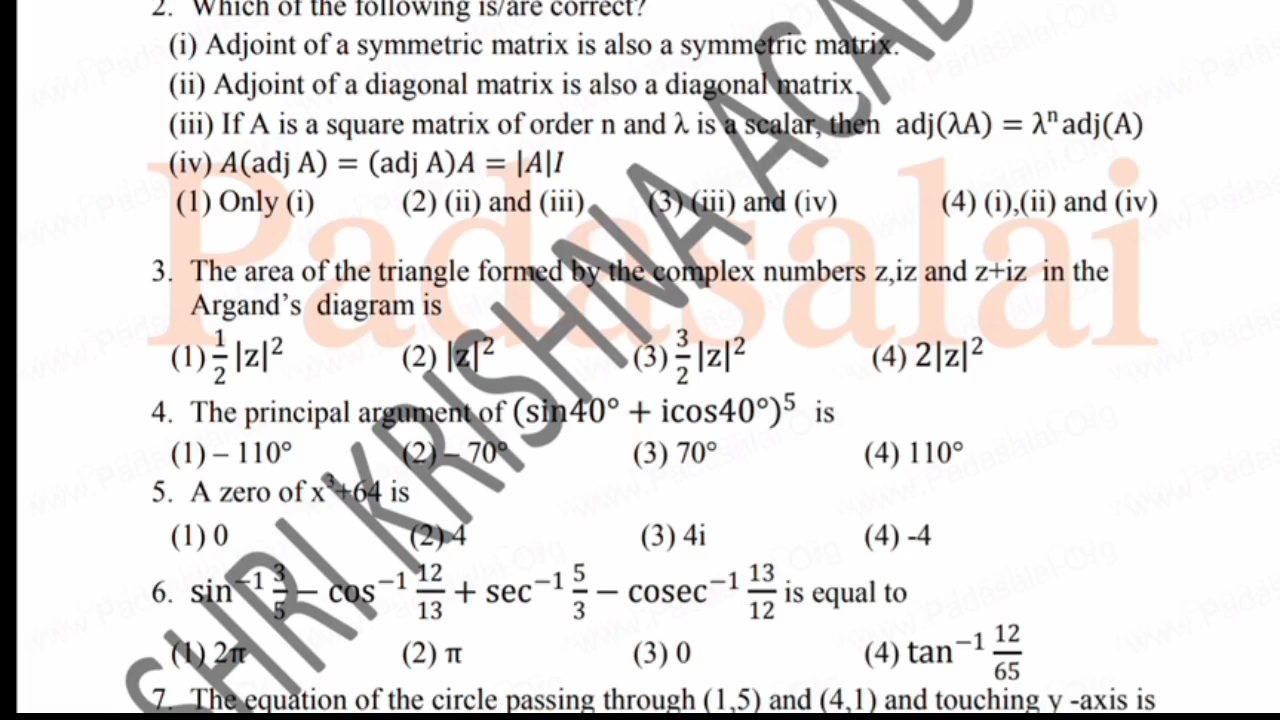 2. Which of the following is/are correct?
(i) Adjoint of a symmetric matrix is also a symmetric matrix.
(ii) Adjoint of a diagonal matrix is also a diagonal matrix.
(iii) If A is a square matrix of order n and λ is a scalar, then adj(λA) = λⁿ adj(A)
(iv) A(adj A) = (adj A)A = |A|I
(1) Only (i) (2) (ii) and (iii) (3) (iii) and (iv) (4) (i),(ii) and (iv)
3. The area of the triangle formed by the complex numbers z,iz and z+iz in the
Argand’s diagram is
(1) 1/2 |z|² (2) |z|² (3) 3/2 |z|² (4) 2|z|²
4. The principal argument of (sin40° + icos40°)⁵ is
(1) – 110° (2) – 70° (3) 70° (4) 110°
5. A zero of x³+64 is
(1) 0 (2) 4 (3) 4i (4) -4
6. sin⁻¹ 3/5 − cos⁻¹ 12/13 + sec⁻¹ 5/3 − cosec⁻¹ 13/12 is equal to
(1) 2π (2) π (3) 0 (4) tan⁻¹ 12/65
7. The equation of the circle passing through (1,5) and (4,1) and touching y -axis is
Padasalai
SHRI KRISHNA ACAD
www.Padasalai.Org